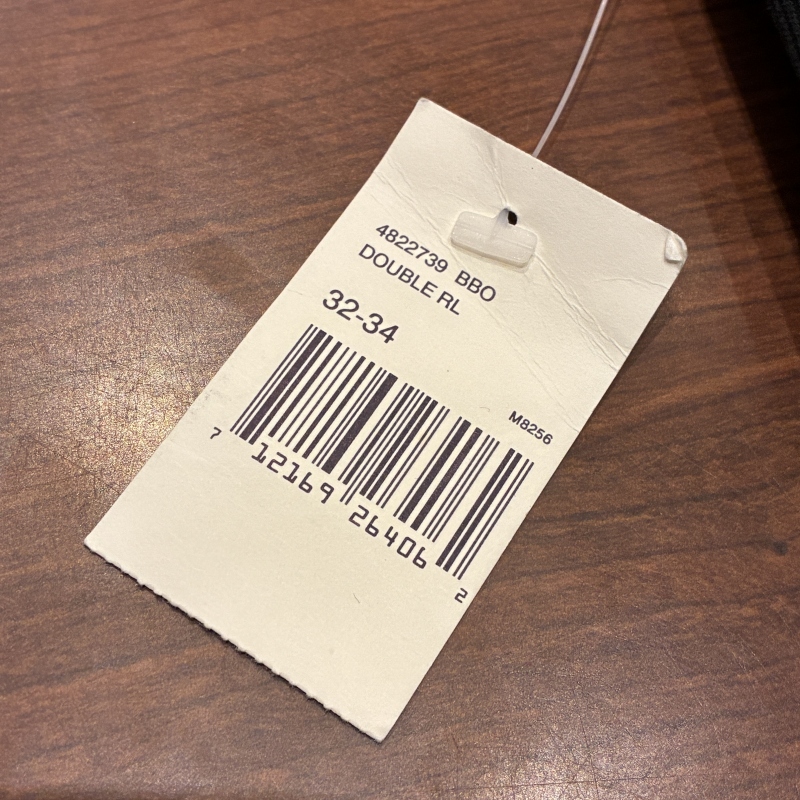 4822739 BBO
DOUBLE RL
32-34
M8256
7 12169 26406 2